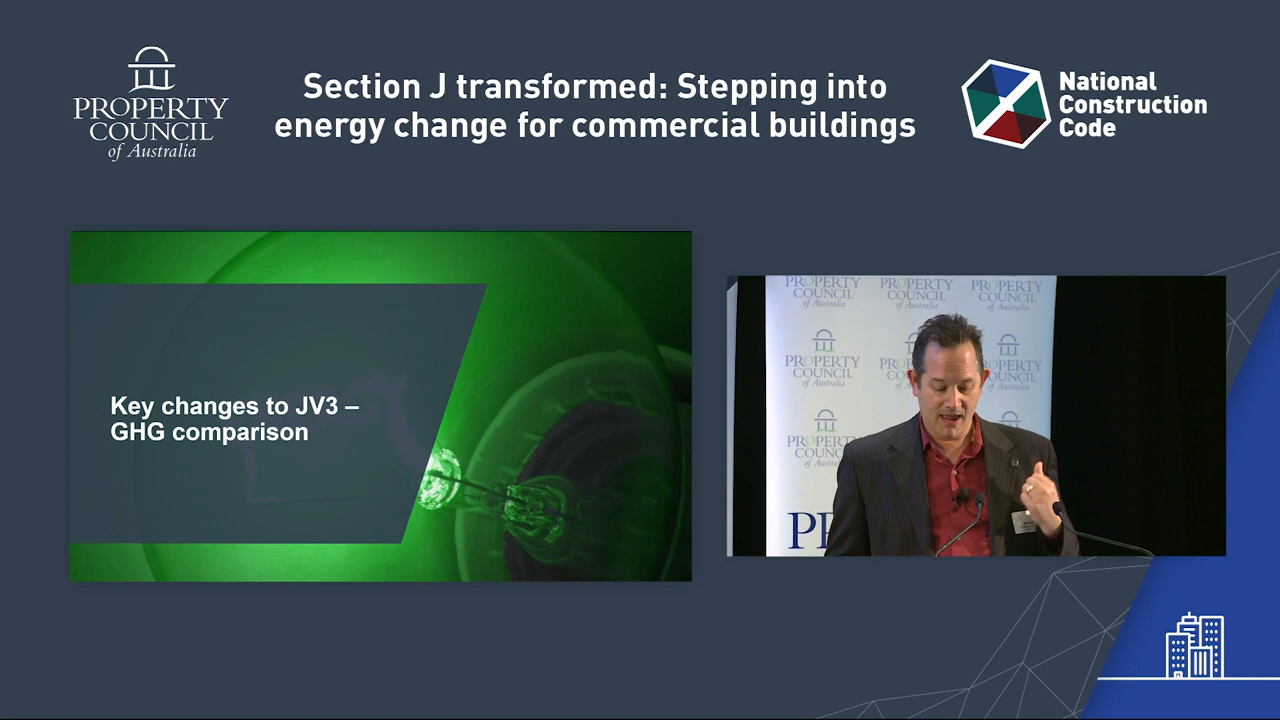 PROPERTY
COUNCIL
of Australia
Section J transformed: Stepping into
energy change for commercial buildings
National
Construction
Code
Key changes to JV3 –
GHG comparison
PROPERTY
COUNCIL
of Australia
PROPERTY
COUNCIL
of Australia
PROPERTY
COUNCIL
of Australia
PROPERTY
COUNCIL
of Australia
PROPERTY
COUNCIL
of Australia